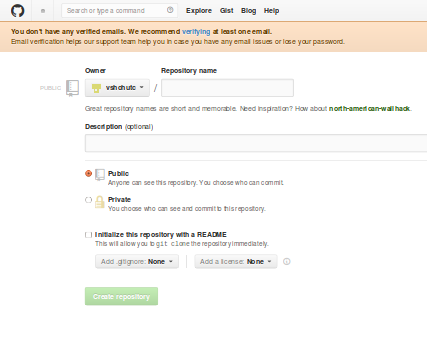 Search or type a command Explore Gist Blog Help
You don't have any verified emails. We recommend verifying at least one email.
Email verification helps our support team help you in case you have any email issues or lose your password.
Owner Repository name
PUBLIC vshchutc /
Great repository names are short and memorable. Need inspiration? How about north-american-wallhack.
Description (optional)
Public
Anyone can see this repository. You choose who can commit.
Private
You choose who can see and commit to this repository.
Initialize this repository with a README
This will allow you to git clone the repository immediately.
Add .gitignore: None Add a license: None
Create repository